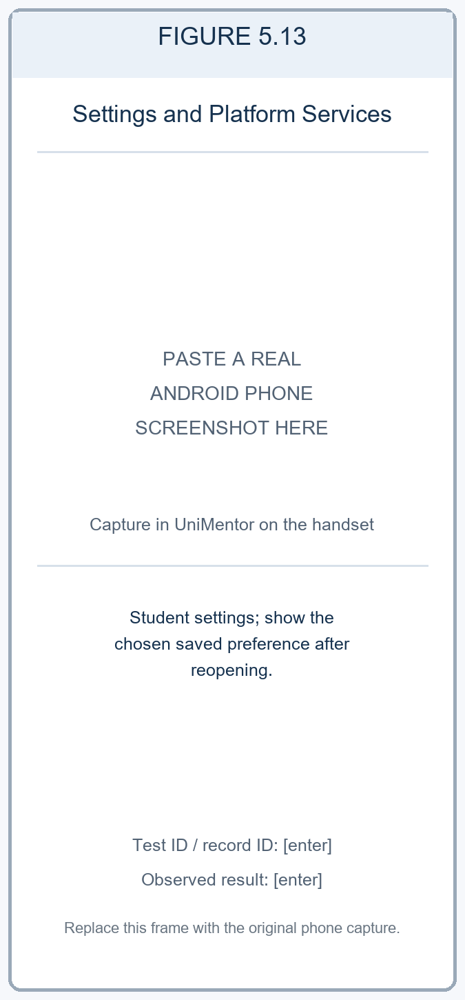 FIGURE 5.13
Settings and Platform Services
PASTE A REAL
ANDROID PHONE
SCREENSHOT HERE
Capture in UniMentor on the handset
Student settings; show the
chosen saved preference after
reopening.
Test ID / record ID: [enter]
Observed result: [enter]
Replace this frame with the original phone capture.